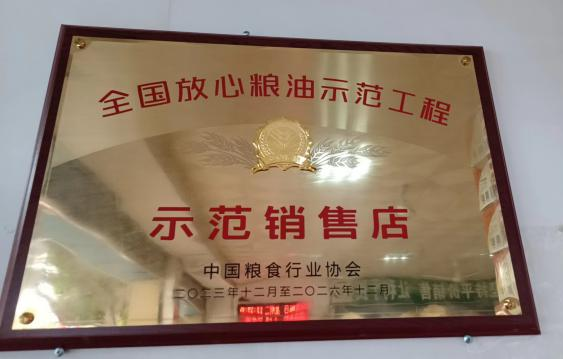 全国放心粮油示范工程
示范销售店
中国粮食行业协会
二〇二三年十二月至二〇二六年十二月